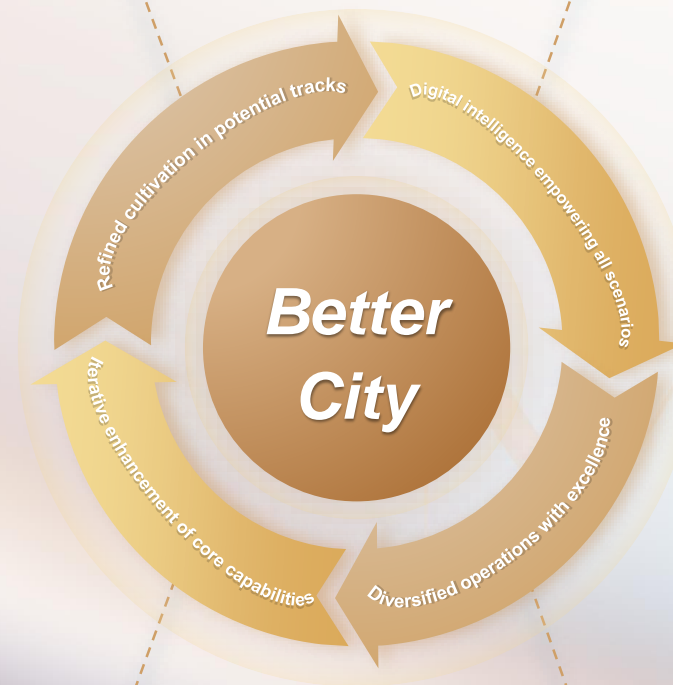 Refined cultivation in potential tracks
Digital intelligence empowering all scenarios
Better
City
Iterative enhancement of core capabilities
Diversified operations with excellence